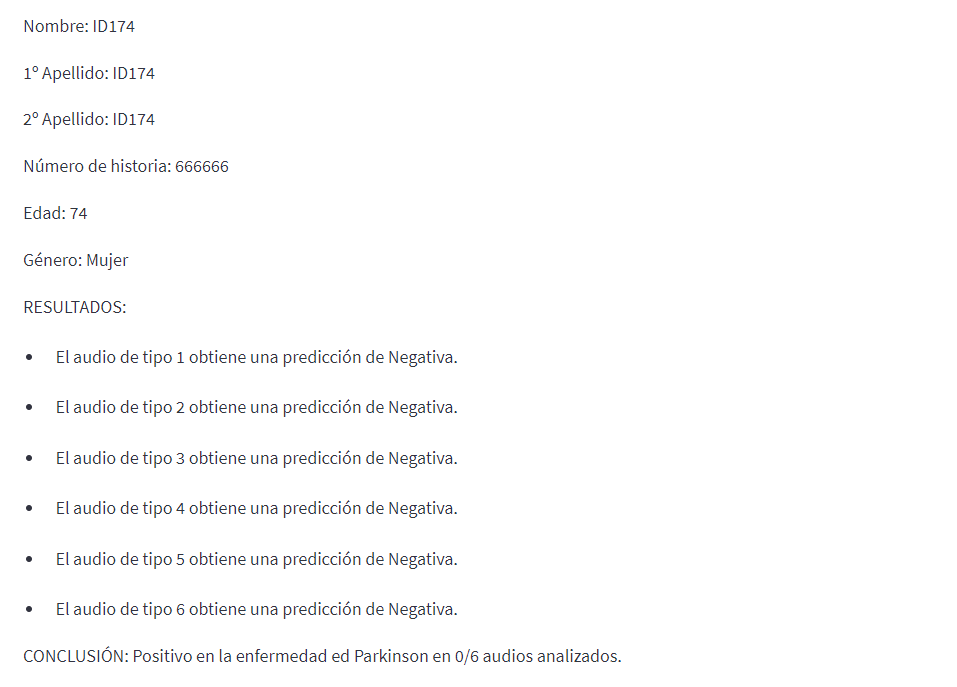 Nombre: ID174
1º Apellido: ID174
2º Apellido: ID174
Número de historia: 666666
Edad: 74
Género: Mujer
RESULTADOS:
• El audio de tipo 1 obtiene una predicción de Negativa.
• El audio de tipo 2 obtiene una predicción de Negativa.
• El audio de tipo 3 obtiene una predicción de Negativa.
• El audio de tipo 4 obtiene una predicción de Negativa.
• El audio de tipo 5 obtiene una predicción de Negativa.
• El audio de tipo 6 obtiene una predicción de Negativa.
CONCLUSIÓN: Positivo en la enfermedad ed Parkinson en 0/6 audios analizados.